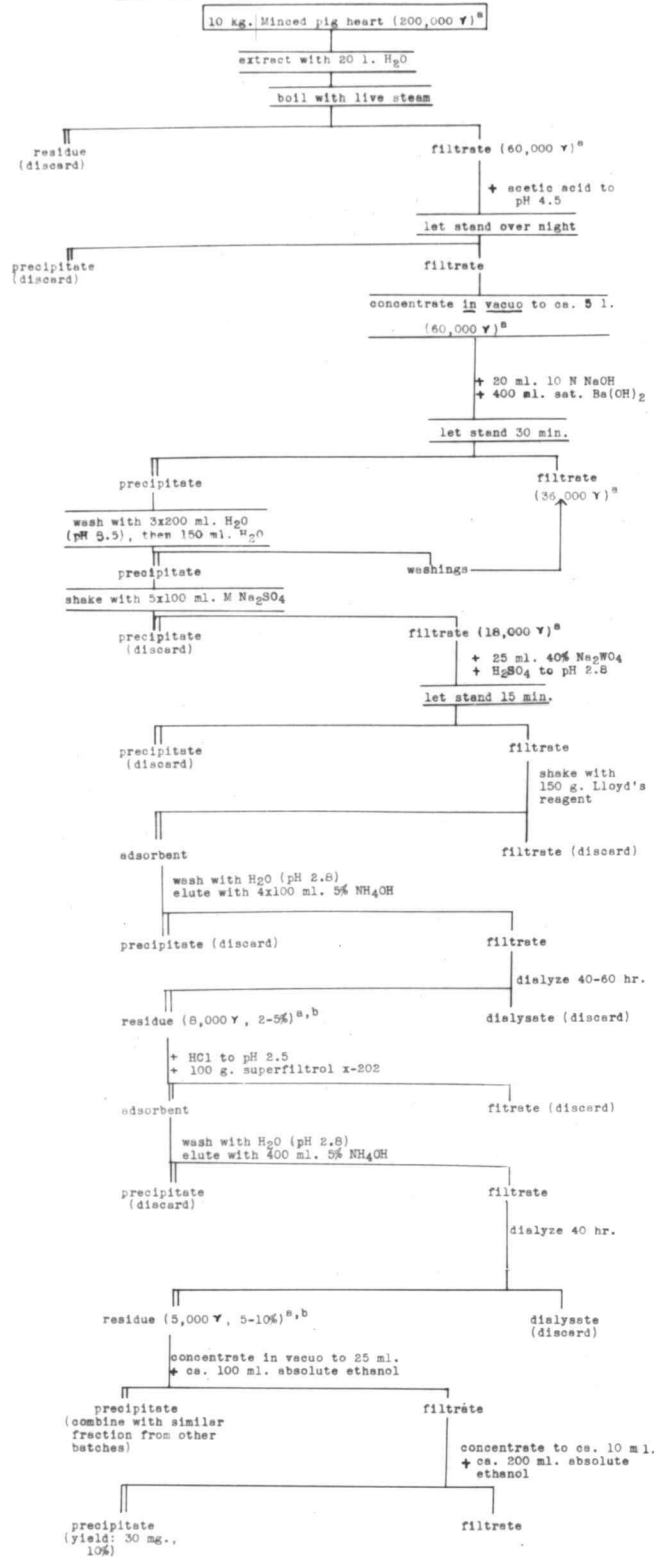 10 kg. Minced pig heart (200,000 γ)a
extract with 20 l. H2O
boil with live steam
residue
(discard)
filtrate (60,000 γ)a
+ acetic acid to
pH 4.5
let stand over night
precipitate
(discard)
filtrate
concentrate in vacuo to ca. 5 l.
(60,000 γ)a
+ 20 ml. 10 N NaOH
+ 400 ml. sat. Ba(OH)2
let stand 30 min.
precipitate
filtrate
(36,000 γ)a
wash with 3x200 ml. H2O
(pH 8.5), then 150 ml. H2O
precipitate
washings
shake with 5x100 ml. M Na2SO4
precipitate
(discard)
filtrate (18,000 γ)a
+ 25 ml. 40% Na2WO4
+ H2SO4 to pH 2.8
let stand 15 min.
precipitate
(discard)
filtrate
shake with
150 g. Lloyd's
reagent
adsorbent
filtrate (discard)
wash with H2O (pH 2.8)
elute with 4x100 ml. 5% NH4OH
precipitate (discard)
filtrate
dialyze 40-60 hr.
residue (8,000 γ, 2-5%)a,b
dialysate (discard)
+ HCl to pH 2.5
+ 100 g. superfiltrol x-202
adsorbent
fitrate (discard)
wash with H2O (pH 2.8)
elute with 400 ml. 5% NH4OH
precipitate
(discard)
filtrate
dialyze 40 hr.
residue (5,000 γ, 5-10%)a,b
dialysate
(discard)
concentrate in vacuo to 25 ml.
+ ca. 100 ml. absolute ethanol
precipitate
(combine with similar
fraction from other
batches)
filtrate
concentrate to ca. 10 ml.
+ ca. 200 ml. absolute
ethanol
precipitate
(yield: 30 mg.,
10%)
filtrate